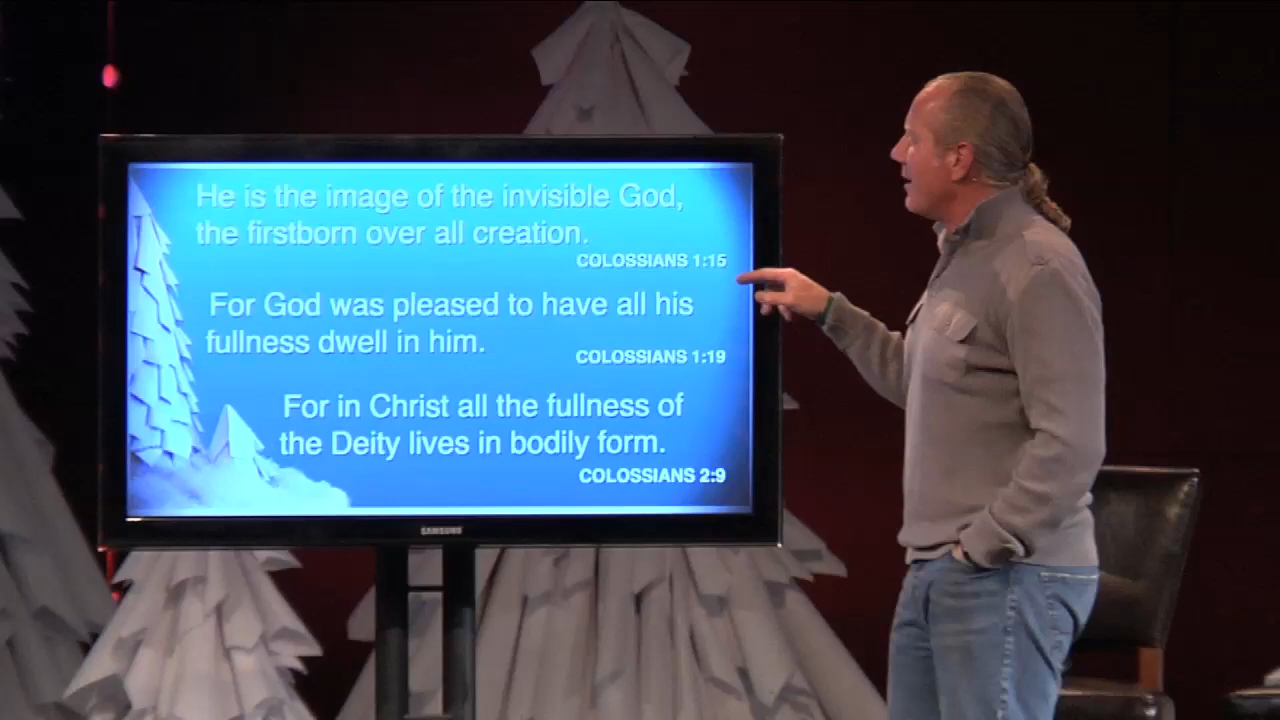 He is the image of the invisible God,
the firstborn over all creation.
COLOSSIANS 1:15
For God was pleased to have all his
fullness dwell in him.
COLOSSIANS 1:19
For in Christ all the fullness of
the Deity lives in bodily form.
COLOSSIANS 2:9
SAMSUNG